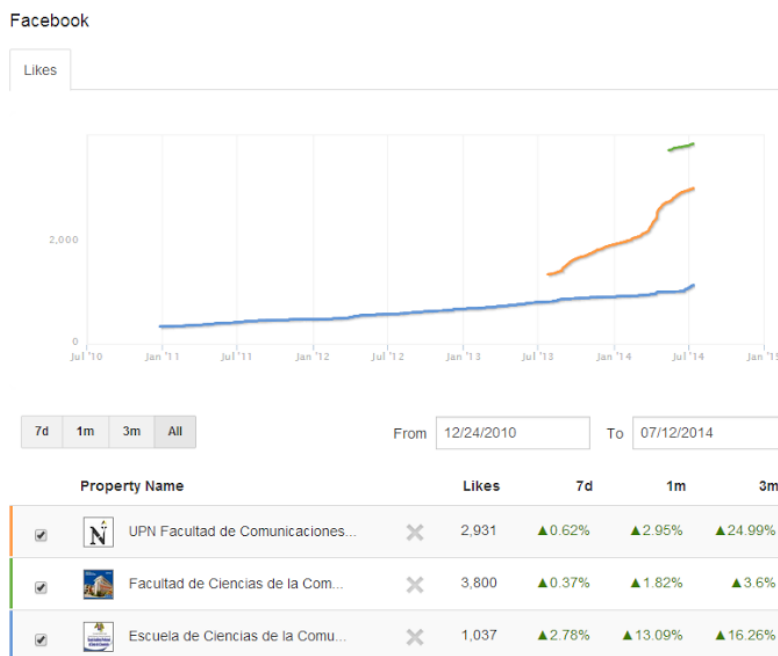 Facebook
Likes
2,000
0
Jul '10 Jan '11 Jul '11 Jan '12 Jul '12 Jan '13 Jul '13 Jan '14 Jul '14 Jan '15
7d 1m 3m All From 12/24/2010 To 07/12/2014
Property Name Likes 7d 1m 3m
Ñ UPN Facultad de Comunicaciones... 2,931 ▲0.62% ▲2.95% ▲24.99%
Facultad de Ciencias de la Com... 3,800 ▲0.37% ▲1.82% ▲3.6%
Escuela de Ciencias de la Comu... 1,037 ▲2.78% ▲13.09% ▲16.26%